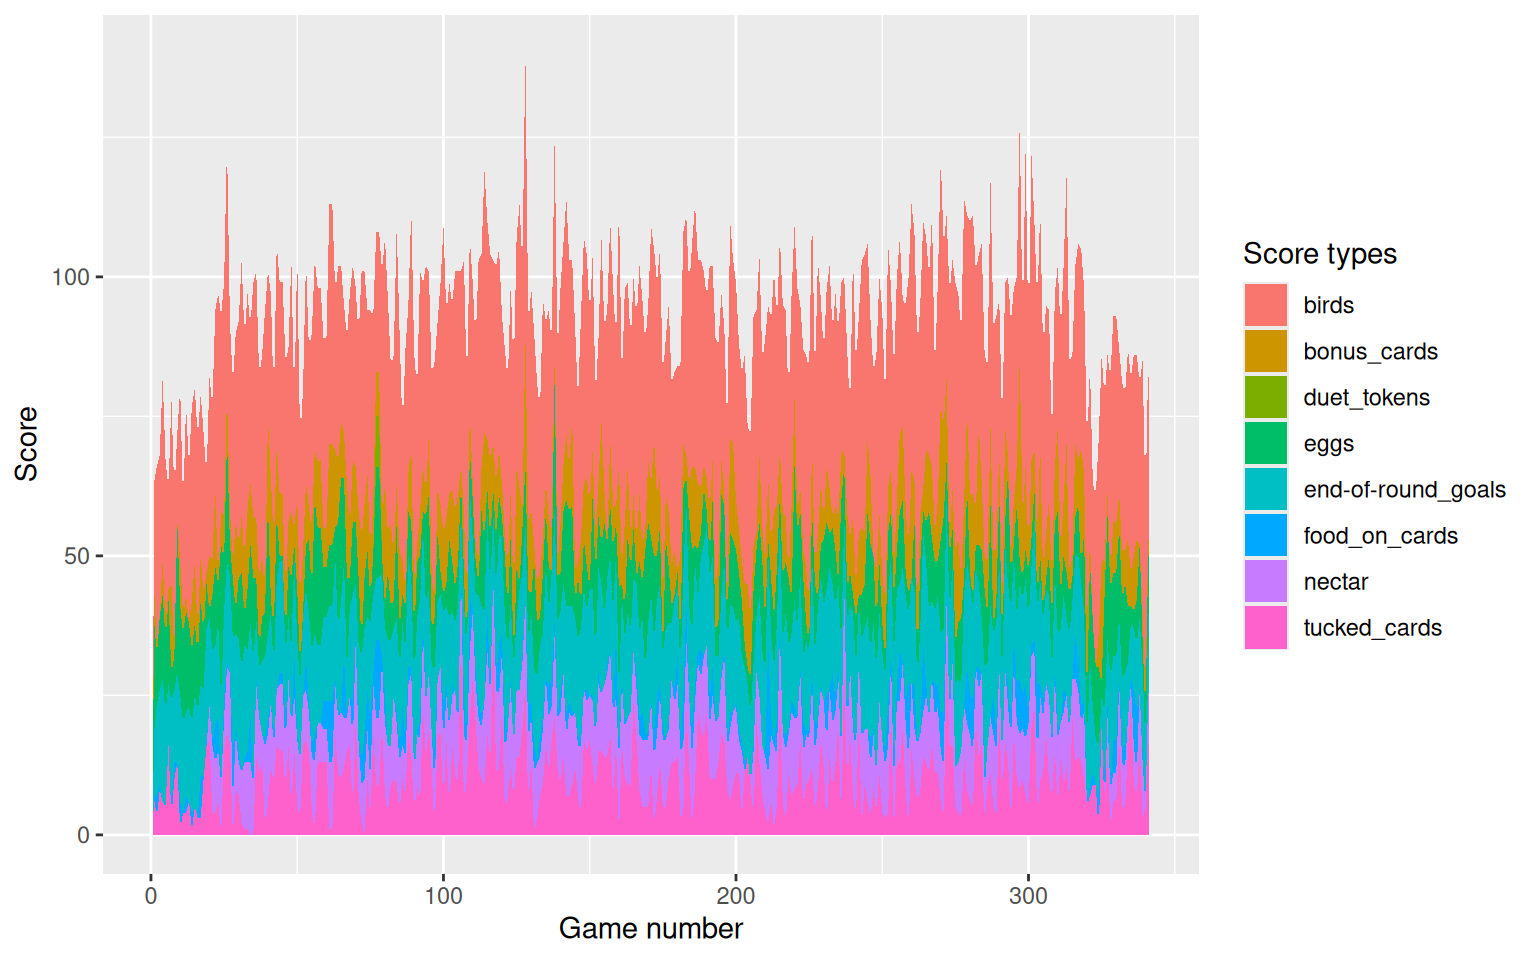 Score
100
50
0
0
100
200
300
Game number
Score types
birds
bonus_cards
duet_tokens
eggs
end-of-round_goals
food_on_cards
nectar
tucked_cards